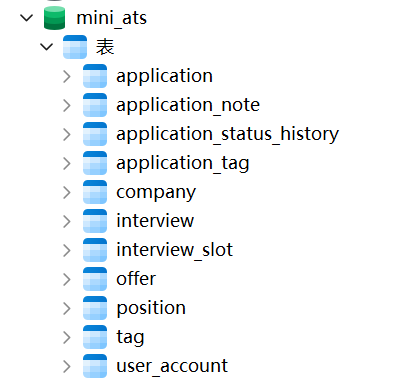 mini_ats
表
application
application_note
application_status_history
application_tag
company
interview
interview_slot
offer
position
tag
user_account